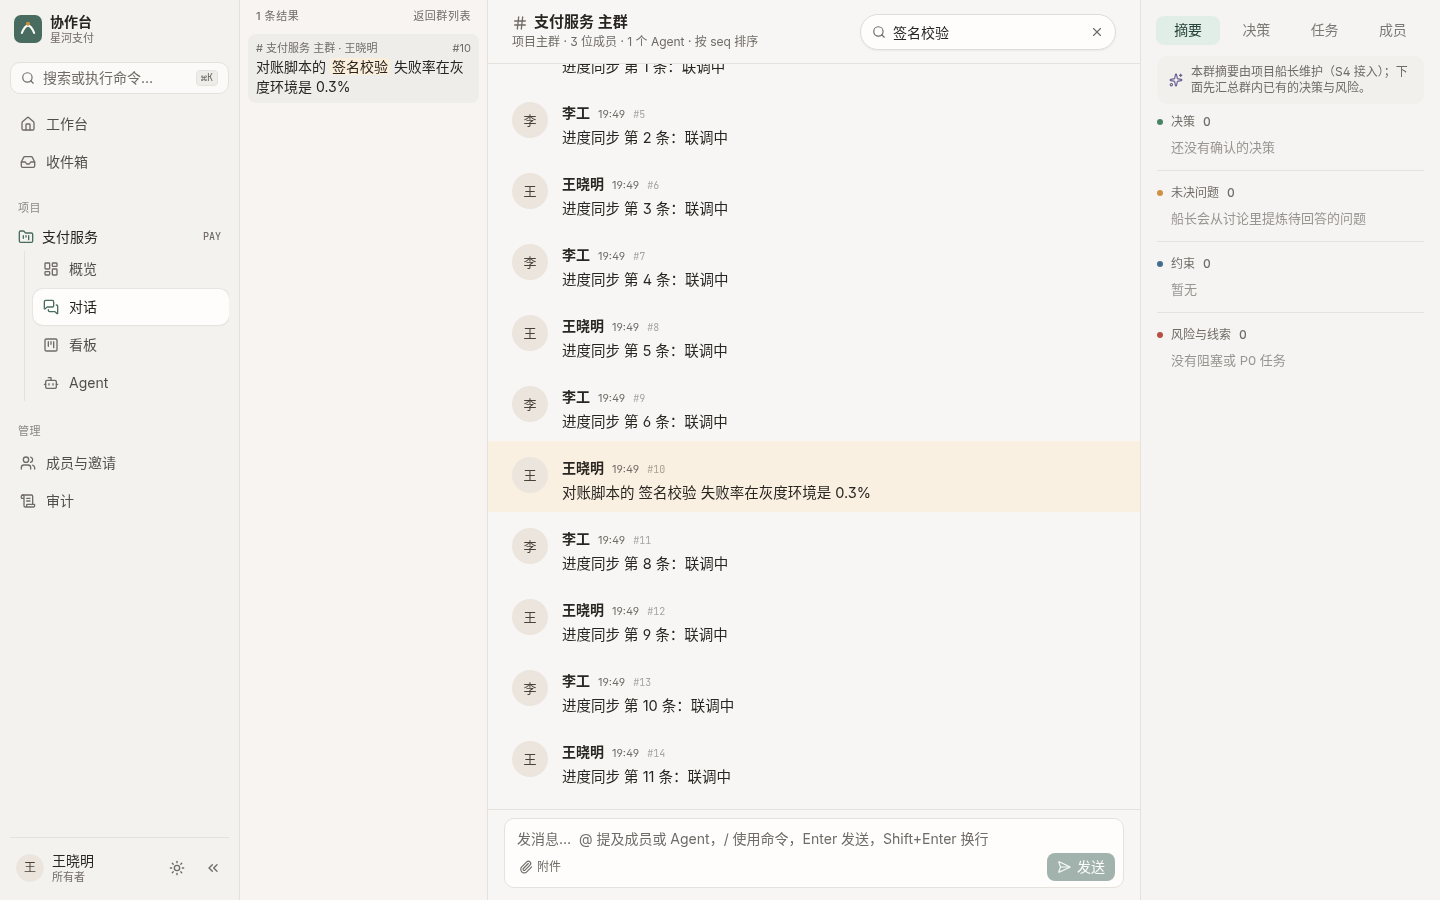 协作台
星河支付
搜索或执行命令... ⌘K
工作台
收件箱
项目
支付服务 PAY
概览
对话
看板
Agent
管理
成员与邀请
审计
王 王晓明
所有者
1 条结果 返回群列表
# 支付服务 主群 · 王晓明 #10
对账脚本的 签名校验 失败率在灰
度环境是 0.3%
# 支付服务 主群
项目主群 · 3 位成员 · 1 个 Agent · 按 seq 排序
签名校验
进度同步 第 1 条：联调中
李 李工 19:49 #5
进度同步 第 2 条：联调中
王 王晓明 19:49 #6
进度同步 第 3 条：联调中
李 李工 19:49 #7
进度同步 第 4 条：联调中
王 王晓明 19:49 #8
进度同步 第 5 条：联调中
李 李工 19:49 #9
进度同步 第 6 条：联调中
王 王晓明 19:49 #10
对账脚本的 签名校验 失败率在灰度环境是 0.3%
李 李工 19:49 #11
进度同步 第 8 条：联调中
王 王晓明 19:49 #12
进度同步 第 9 条：联调中
李 李工 19:49 #13
进度同步 第 10 条：联调中
王 王晓明 19:49 #14
进度同步 第 11 条：联调中
发消息... @ 提及成员或 Agent，/ 使用命令，Enter 发送，Shift+Enter 换行
附件 发送
摘要 决策 任务 成员
本群摘要由项目船长维护（S4 接入）；下
面先汇总群内已有的决策与风险。
决策 0
还没有确认的决策
未决问题 0
船长会从讨论里提炼待回答的问题
约束 0
暂无
风险与线索 0
没有阻塞或 P0 任务